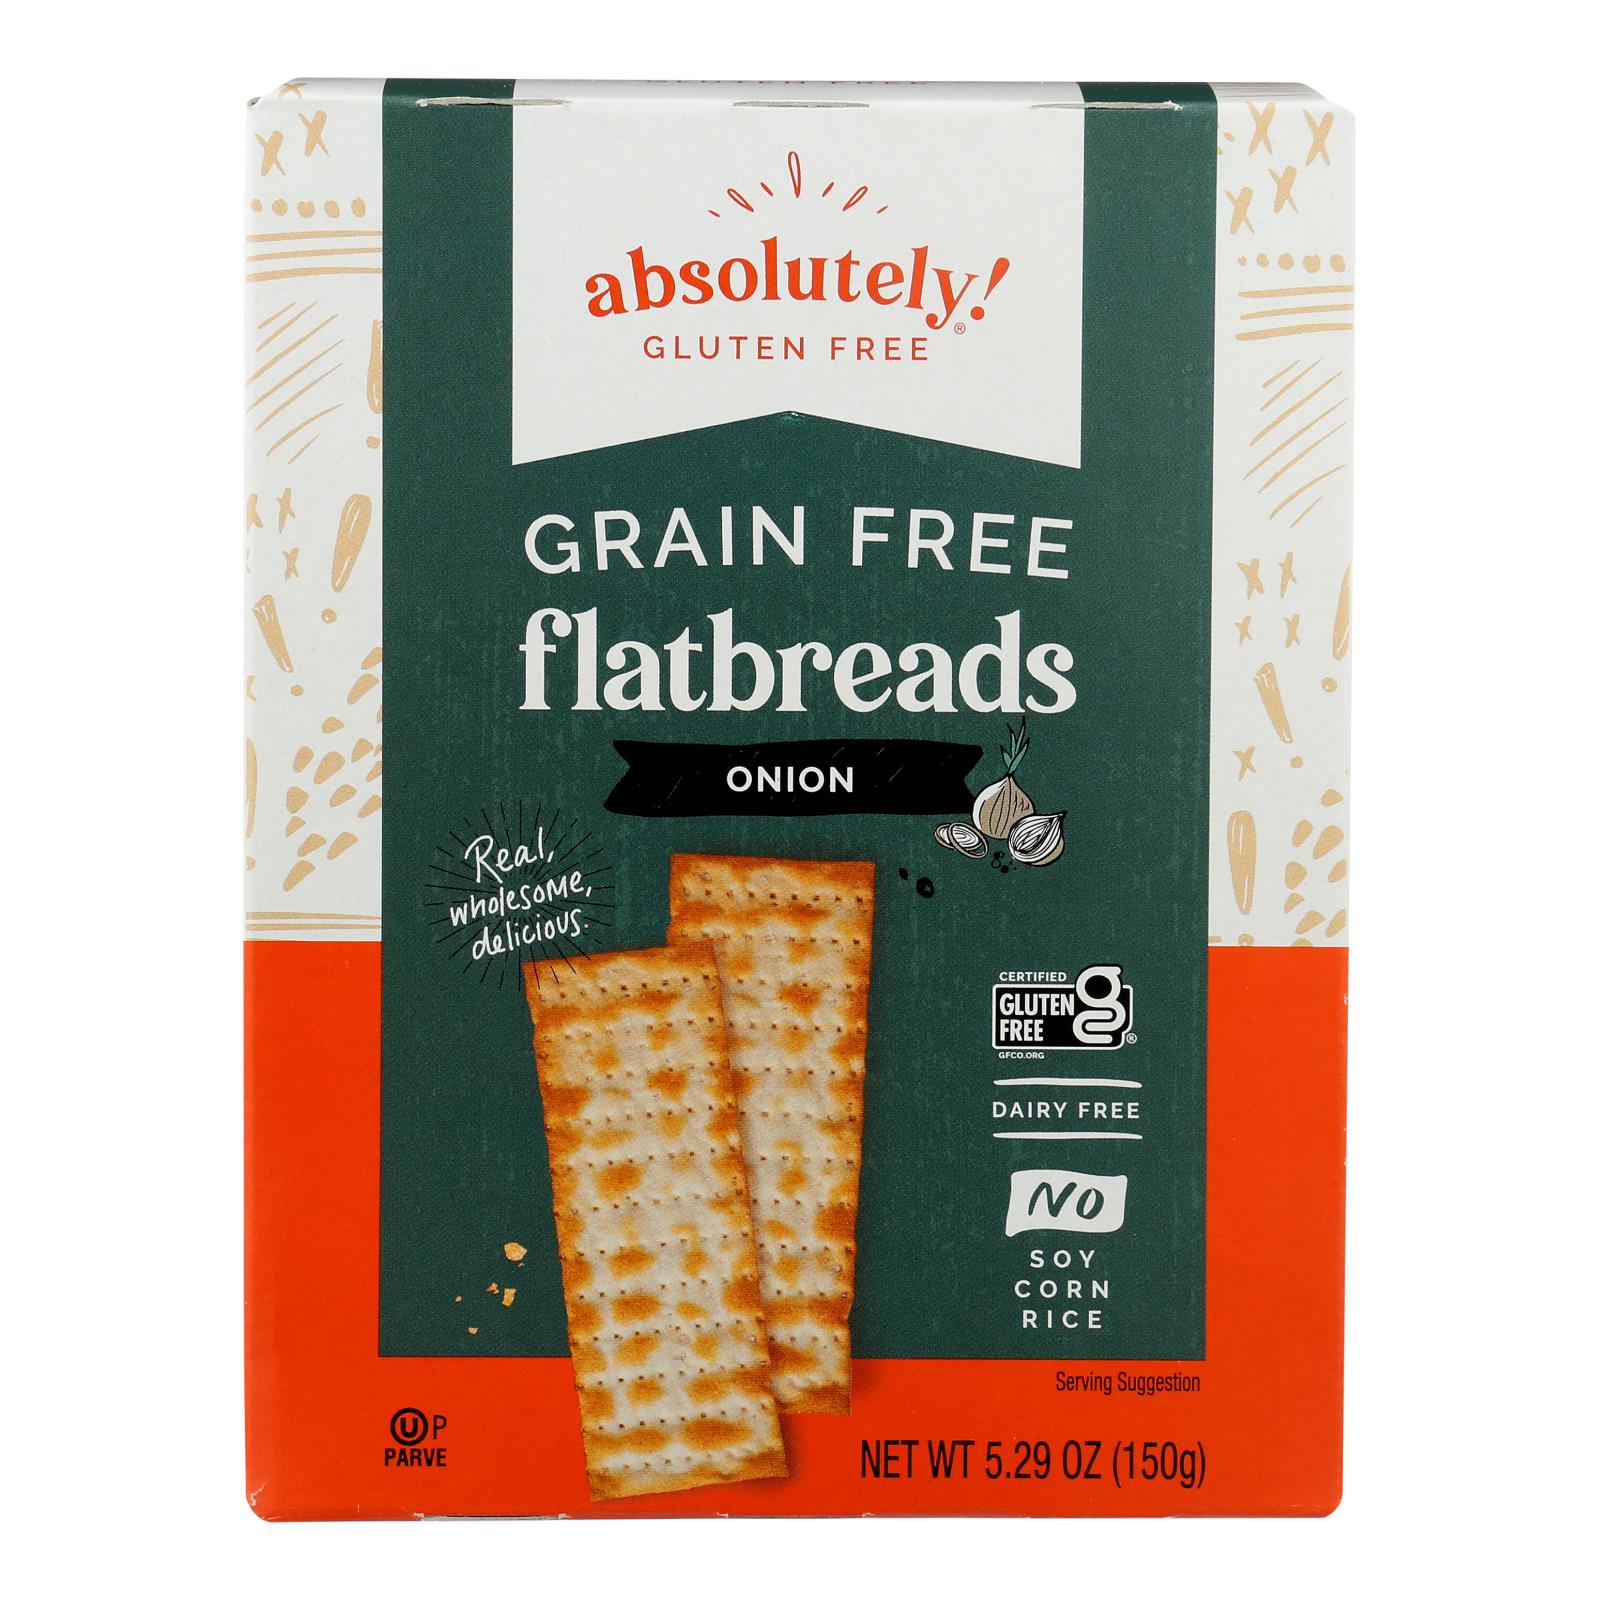 absolutely!®
GLUTEN FREE
GRAIN FREE
flatbreads
ONION
Real,
wholesome,
delicious.
CERTIFIED
GLUTEN
FREE
g®
GFCO.ORG
DAIRY FREE
NO
SOY
CORN
RICE
Serving Suggestion
U P
PARVE
NET WT 5.29 OZ (150g)